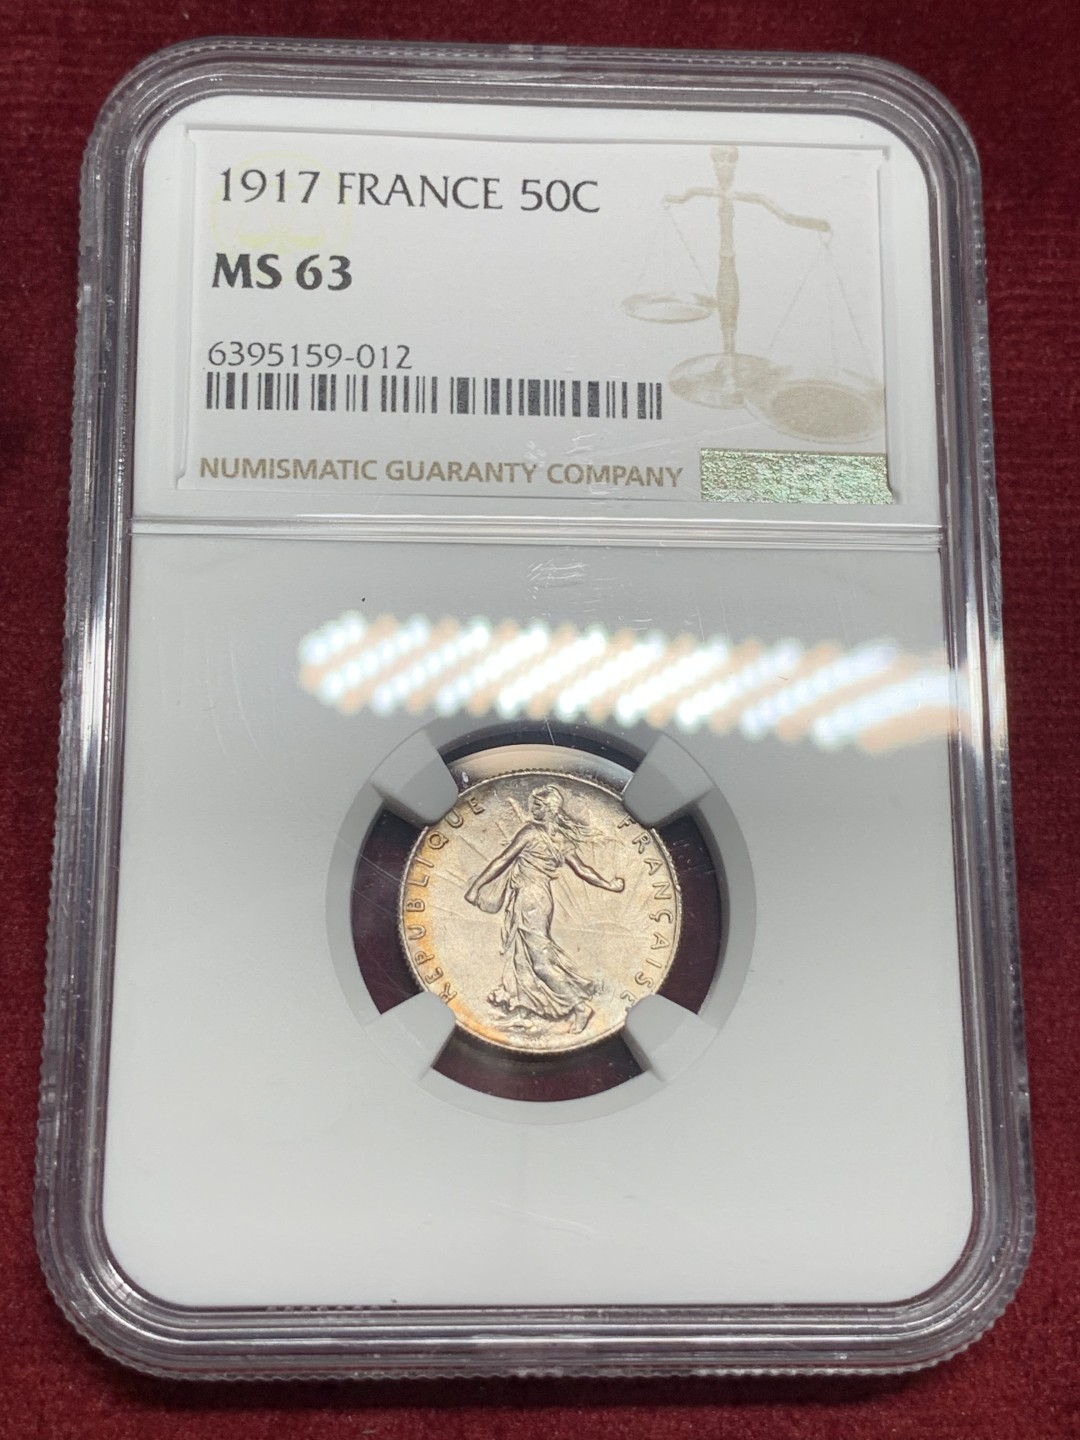 1917 FRANCE 50C
MS 63
6395159-012
NUMISMATIC GUARANTY COMPANY
REPUBLIQUE FRANÇAISE